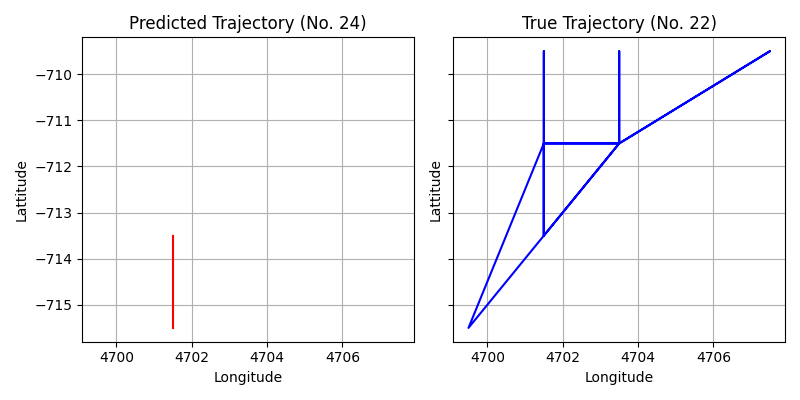 Predicted Trajectory (No. 24)
Lattitude
−710
−711
−712
−713
−714
−715
4700 4702 4704 4706
Longitude
True Trajectory (No. 22)
Lattitude
4700 4702 4704 4706
Longitude